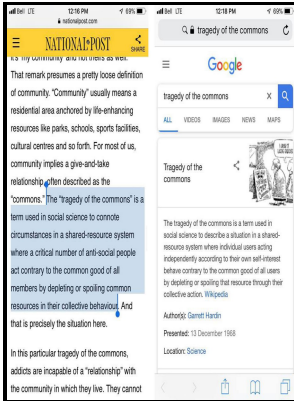 Bell LTE 12:16 PM 69%
nationalpost.com
NATIONAL POST
SHARE
It's "my community" and not theirs as well.
That remark presumes a pretty loose definition
of community. "Community" usually means a
residential area anchored by life-enhancing
resources like parks, schools, sports facilities,
cultural centres and so forth. For most of us,
community implies a give-and-take
relationship, often described as the
"commons." The "tragedy of the commons" is a
term used in social science to connote
circumstances in a shared-resource system
where a critical number of anti-social people
act contrary to the common good of all
members by depleting or spoiling common
resources in their collective behaviour. And
that is precisely the situation here.
In this particular tragedy of the commons,
addicts are incapable of a "relationship" with
the community in which they live. They cannot
Bell LTE 12:18 PM 69%
tragedy of the commons
Google
tragedy of the commons X
ALL VIDEOS IMAGES NEWS MAPS
Tragedy of the
commons
The tragedy of the commons is a term used in
social science to describe a situation in a shared-
resource system where individual users acting
independently according to their own self-interest
behave contrary to the common good of all users
by depleting or spoiling that resource through their
collective action. Wikipedia
Author(s): Garrett Hardin
Presented: 13 December 1968
Location: Science